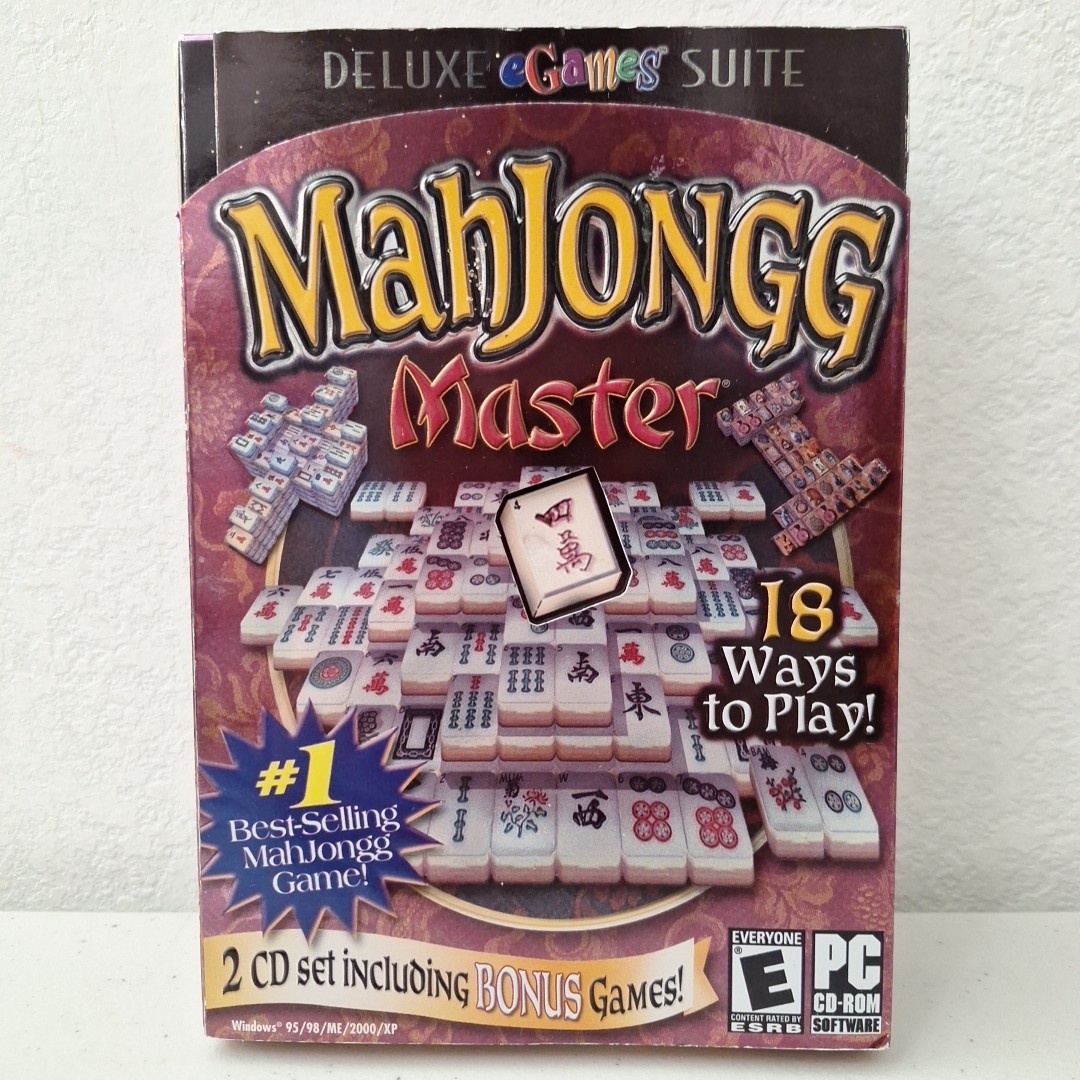 DELUXE eGames SUITE
MAHJONGG
Master®
4
四
萬
18
Ways
to Play!
#1
Best-Selling
MahJongg
Game!
2 CD set including BONUS Games!
Windows® 95/98/ME/2000/XP
EVERYONE
E
CONTENT RATED BY
ESRB
PC
CD-ROM
SOFTWARE